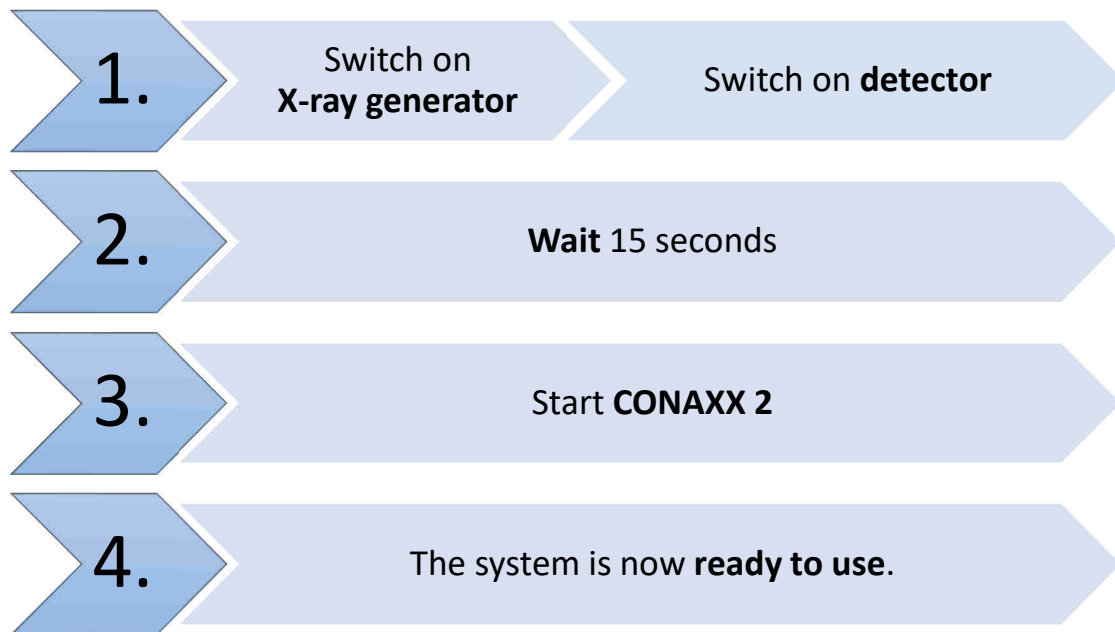 1.
Switch on
X-ray generator
Switch on detector
2.
Wait 15 seconds
3.
Start CONAXX 2
4.
The system is now ready to use.